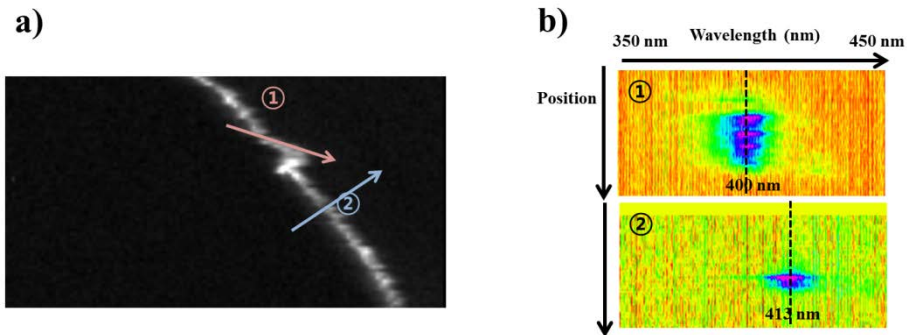 a)
①
②
b)
Wavelength (nm)
350 nm
450 nm
Position
①
400 nm
②
413 nm